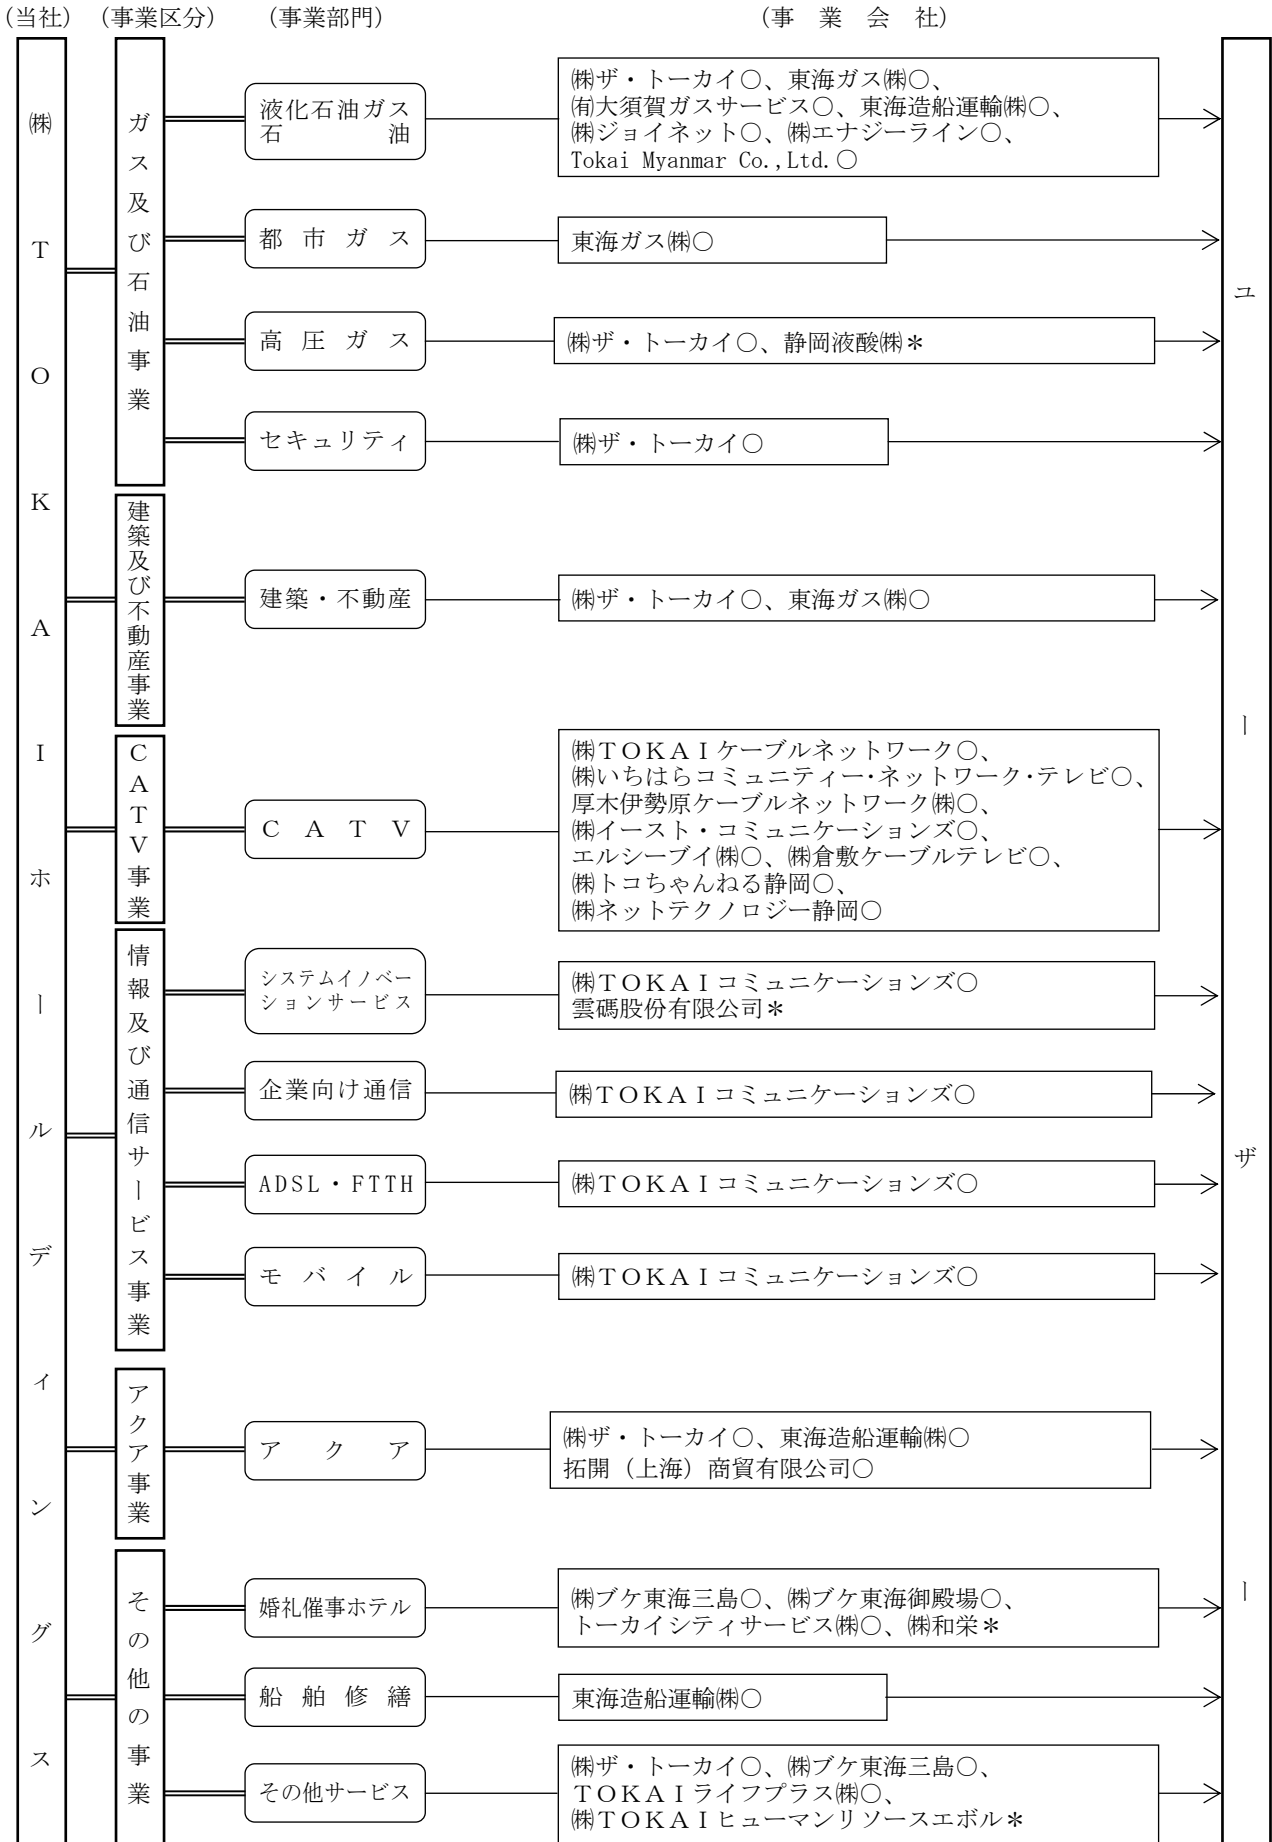 （当社）　（事業区分）　（事業部門）　（事　業　会　社）
㈱ＴＯＫＡＩホールディングス
ガス及び石油事業
液化石油ガス
石　　　　油
㈱ザ・トーカイ○、東海ガス㈱○、
㈲大須賀ガスサービス○、東海造船運輸㈱○、
㈱ジョイネット○、㈱エナジーライン○、
Tokai Myanmar Co.,Ltd.○
都　市　ガ　ス
東海ガス㈱○
高　圧　ガ　ス
㈱ザ・トーカイ○、静岡液酸㈱＊
セキュリティ
㈱ザ・トーカイ○
建築及び不動産事業
建築・不動産
㈱ザ・トーカイ○、東海ガス㈱○
ＣＡＴＶ事業
Ｃ　Ａ　Ｔ　Ｖ
㈱ＴＯＫＡＩケーブルネットワーク○、
㈱いちはらコミュニティー・ネットワーク・テレビ○、
厚木伊勢原ケーブルネットワーク㈱○、
㈱イースト・コミュニケーションズ○、
エルシーブイ㈱○、㈱倉敷ケーブルテレビ○、
㈱トコちゃんねる静岡○、
㈱ネットテクノロジー静岡○
情報及び通信サービス事業
システムイノベー
ションサービス
㈱ＴＯＫＡＩコミュニケーションズ○
雲碼股份有限公司＊
企業向け通信
㈱ＴＯＫＡＩコミュニケーションズ○
ADSL・FTTH
㈱ＴＯＫＡＩコミュニケーションズ○
モ　バ　イ　ル
㈱ＴＯＫＡＩコミュニケーションズ○
アクア事業
ア　ク　ア
㈱ザ・トーカイ○、東海造船運輸㈱○
拓開（上海）商貿有限公司○
その他の事業
婚礼催事ホテル
㈱ブケ東海三島○、㈱ブケ東海御殿場○、
トーカイシティサービス㈱○、㈱和栄＊
船　舶　修　繕
東海造船運輸㈱○
その他サービス
㈱ザ・トーカイ○、㈱ブケ東海三島○、
ＴＯＫＡＩライフプラス㈱○、
㈱ＴＯＫＡＩヒューマンリソースエボル＊
ユーザー